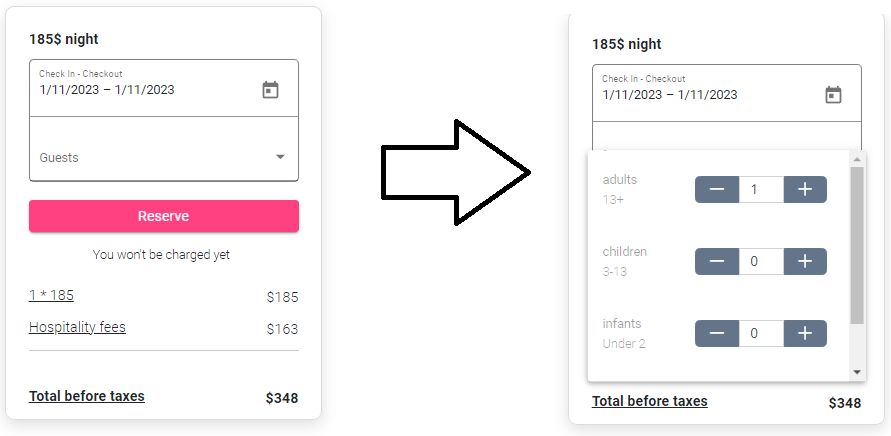 185$ night
Check In - Checkout
1/11/2023 – 1/11/2023
Guests
Reserve
You won't be charged yet
1 * 185 $185
Hospitality fees $163
Total before taxes $348
185$ night
Check In - Checkout
1/11/2023 – 1/11/2023
adults
13+
1
children
3-13
0
infants
Under 2
0
Total before taxes $348